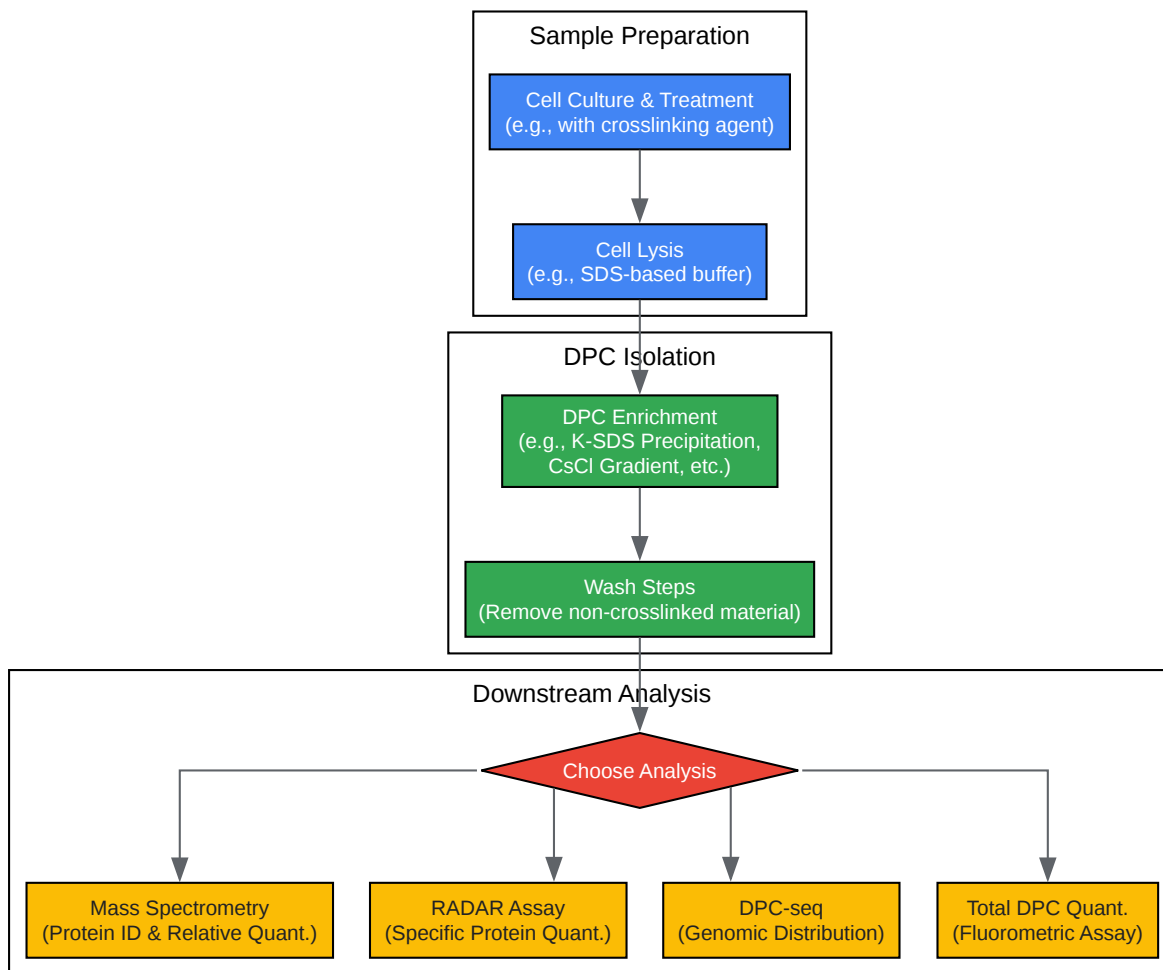 Sample Preparation
Cell Culture & Treatment
(e.g., with crosslinking agent)
Cell Lysis
(e.g., SDS-based buffer)
DPC Isolation
DPC Enrichment
(e.g., K-SDS Precipitation,
CsCl Gradient, etc.)
Wash Steps
(Remove non-crosslinked material)
Downstream Analysis
Choose Analysis
Mass Spectrometry
(Protein ID & Relative Quant.)
RADAR Assay
(Specific Protein Quant.)
DPC-seq
(Genomic Distribution)
Total DPC Quant.
(Fluorometric Assay)